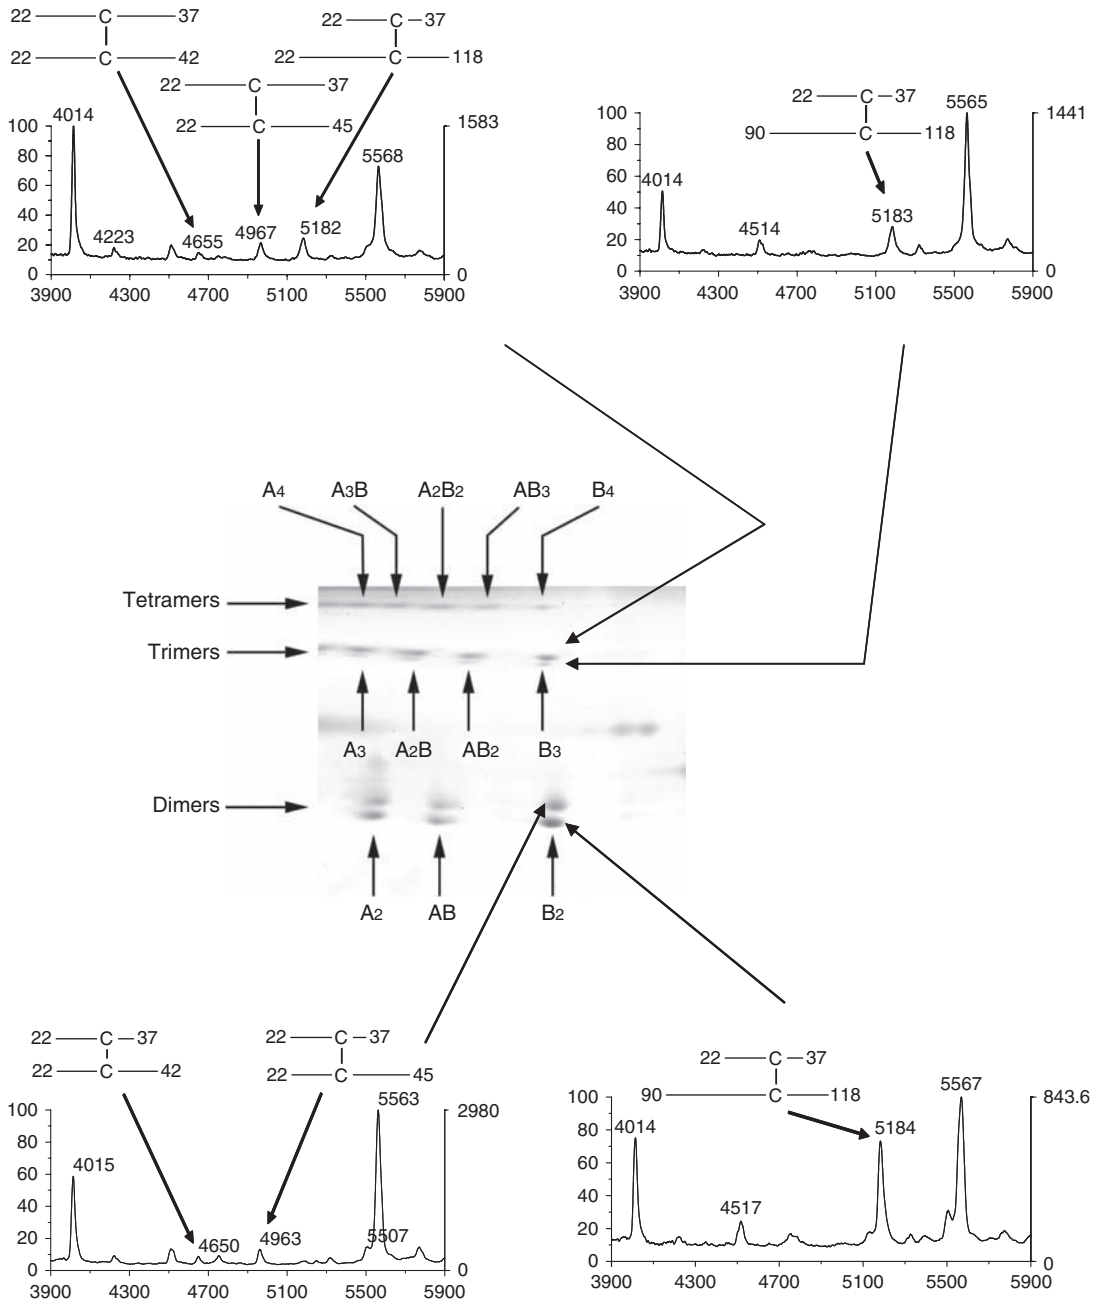 22 C 37
22 C 42
22 C 37
22 C 45
22 C 37
22 C 118
4014
4223
4655
4967
5182
5568
100
80
60
40
20
0
1583
0
3900 4300 4700 5100 5500 5900
22 C 37
90 C 118
4014
4514
5183
5565
100
80
60
40
20
0
1441
0
3900 4300 4700 5100 5500 5900
A4 A3B A2B2 AB3 B4
Tetramers
Trimers
A3 A2B AB2 B3
Dimers
A2 AB B2
22 C 37
22 C 42
22 C 37
22 C 45
4015
4650
4963
5563
5507
100
80
60
40
20
0
2980
0
3900 4300 4700 5100 5500 5900
22 C 37
90 C 118
4014
4517
5184
5567
100
80
60
40
20
0
843.6
0
3900 4300 4700 5100 5500 5900